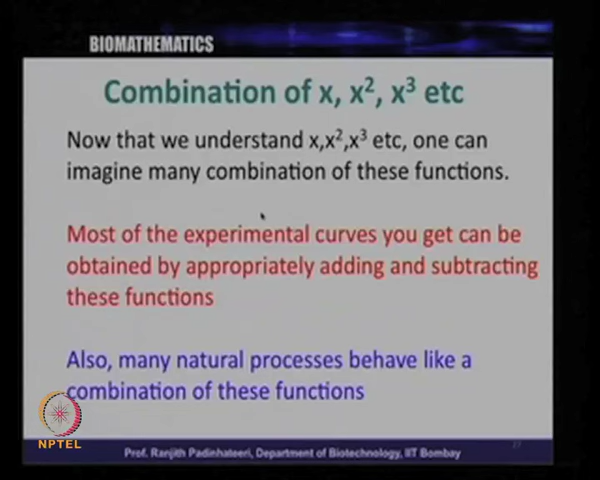 BIOMATHEMATICS
Combination of x, x², x³ etc
Now that we understand x,x²,x³ etc, one can
imagine many combination of these functions.
Most of the experimental curves you get can be
obtained by appropriately adding and subtracting
these functions
Also, many natural processes behave like a
combination of these functions
NPTEL
Prof. Ranjith Padinhateeri, Department of Biotechnology, IIT Bombay